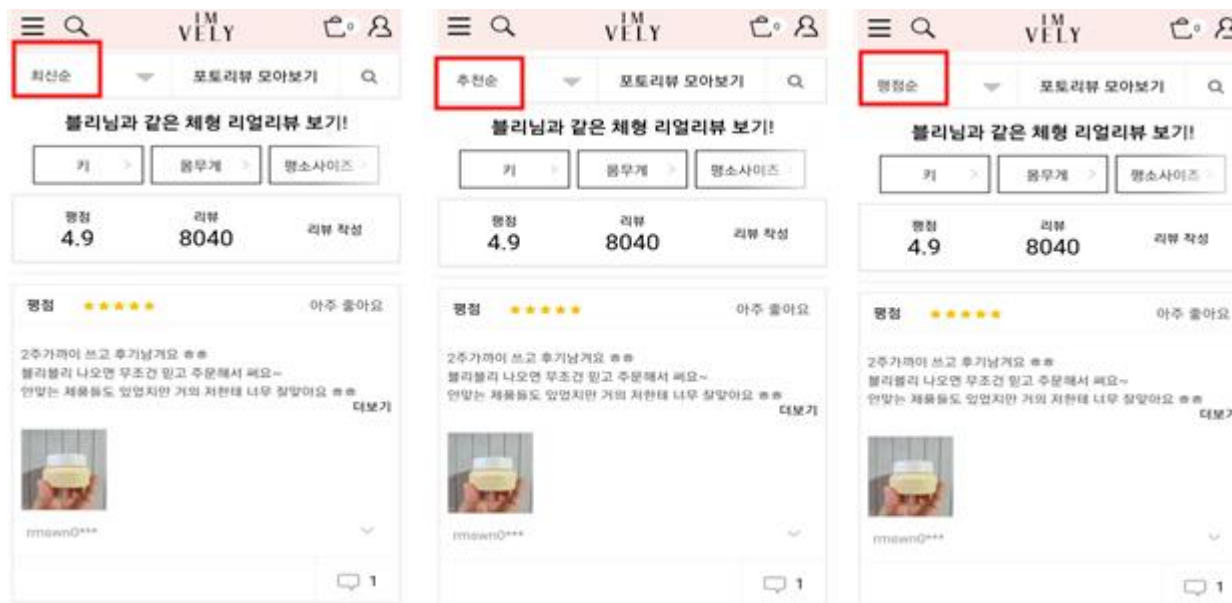 IM
VELY
0
최신순
포토리뷰 모아보기
블리님과 같은 체형 리얼리뷰 보기!
키 >
몸무게 >
평소사이즈 >
평점
4.9
리뷰
8040
리뷰 작성
평점 ★★★★★
아주 좋아요
2주가까이 쓰고 후기남겨요 ㅎㅎ
블리블리 나오면 무조건 믿고 주문해서 써요~
안맞는 제품들도 있었지만 거의 저한테 너무 잘맞아요 ㅎㅎ
더보기
1
IM
VELY
0
추천순
포토리뷰 모아보기
블리님과 같은 체형 리얼리뷰 보기!
키 >
몸무게 >
평소사이즈 >
평점
4.9
리뷰
8040
리뷰 작성
평점 ★★★★★
아주 좋아요
2주가까이 쓰고 후기남겨요 ㅎㅎ
블리블리 나오면 무조건 믿고 주문해서 써요~
안맞는 제품들도 있었지만 거의 저한테 너무 잘맞아요 ㅎㅎ
더보기
1
IM
VELY
0
평점순
포토리뷰 모아보기
블리님과 같은 체형 리얼리뷰 보기!
키 >
몸무게 >
평소사이즈 >
평점
4.9
리뷰
8040
리뷰 작성
평점 ★★★★★
아주 좋아요
2주가까이 쓰고 후기남겨요 ㅎㅎ
블리블리 나오면 무조건 믿고 주문해서 써요~
안맞는 제품들도 있었지만 거의 저한테 너무 잘맞아요 ㅎㅎ
더보기
1